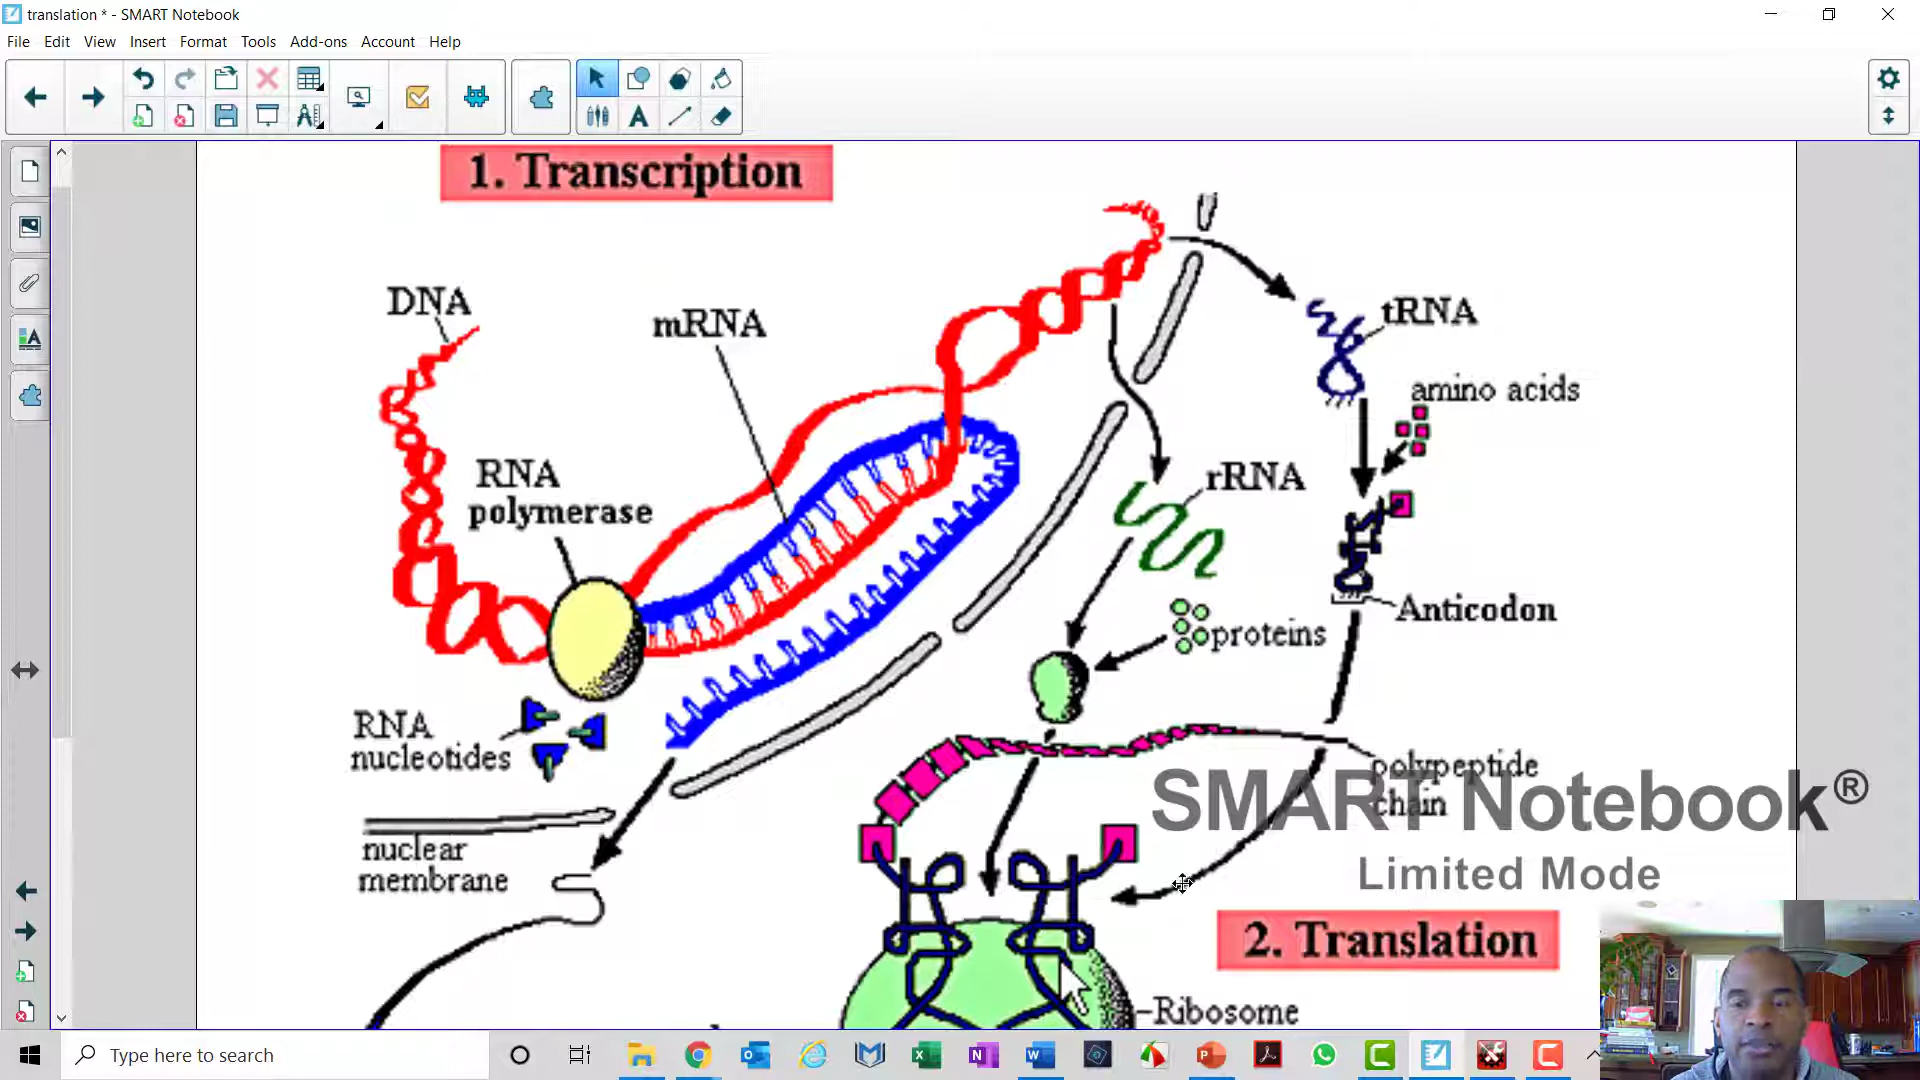 translation * - SMART Notebook
File Edit View Insert Format Tools Add-ons Account Help
1. Transcription
DNA
mRNA
tRNA
amino acids
RNA
polymerase
rRNA
Anticodon
proteins
RNA
nucleotides
polypeptide
chain
SMART Notebook®
Limited Mode
nuclear
membrane
2. Translation
Ribosome
Type here to search